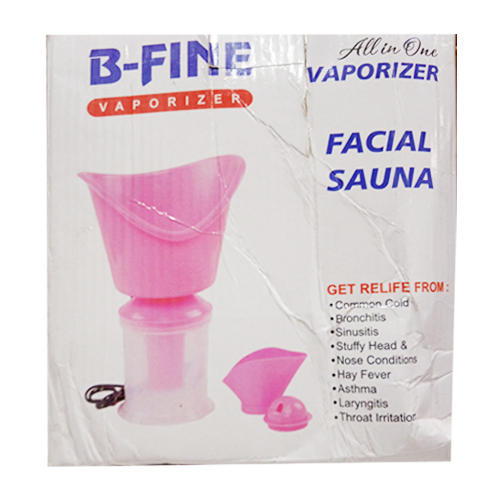 B-FINE
VAPORIZER
All in One
VAPORIZER
FACIAL
SAUNA
GET RELIFE FROM:
•Common Cold
•Bronchitis
•Sinusitis
•Stuffy Head &
•Nose Conditions
•Hay Fever
•Asthma
•Laryngitis
•Throat Irritation